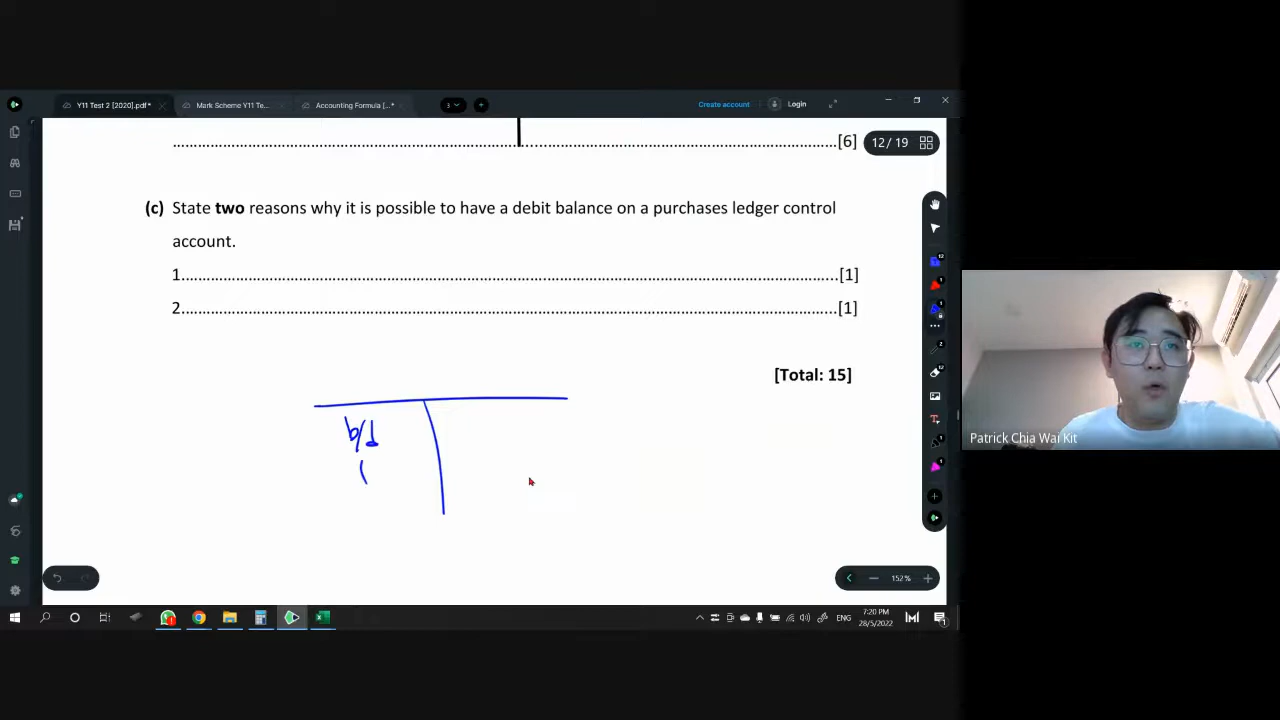 Y11 Test 2 [2020].pdf*
Mark Scheme Y11 Te...
Accounting Formula [...*
3
Create account
Login
[6]
12/ 19
(c) State two reasons why it is possible to have a debit balance on a purchases ledger control
account.
1.[1]
2.[1]
[Total: 15]
b/d
Patrick Chia Wai Kit
152%
ENG
7:20 PM
28/5/2022